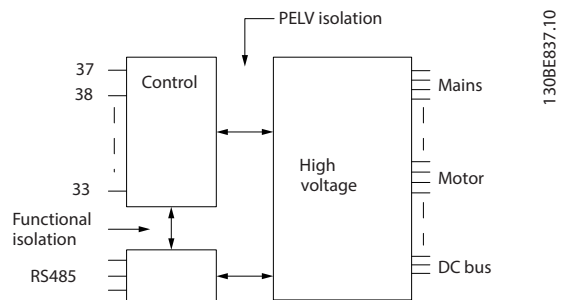 PELV isolation
130BE837.10
37
Control
38
Mains
High
voltage
Motor
33
Functional
isolation
RS485
DC bus